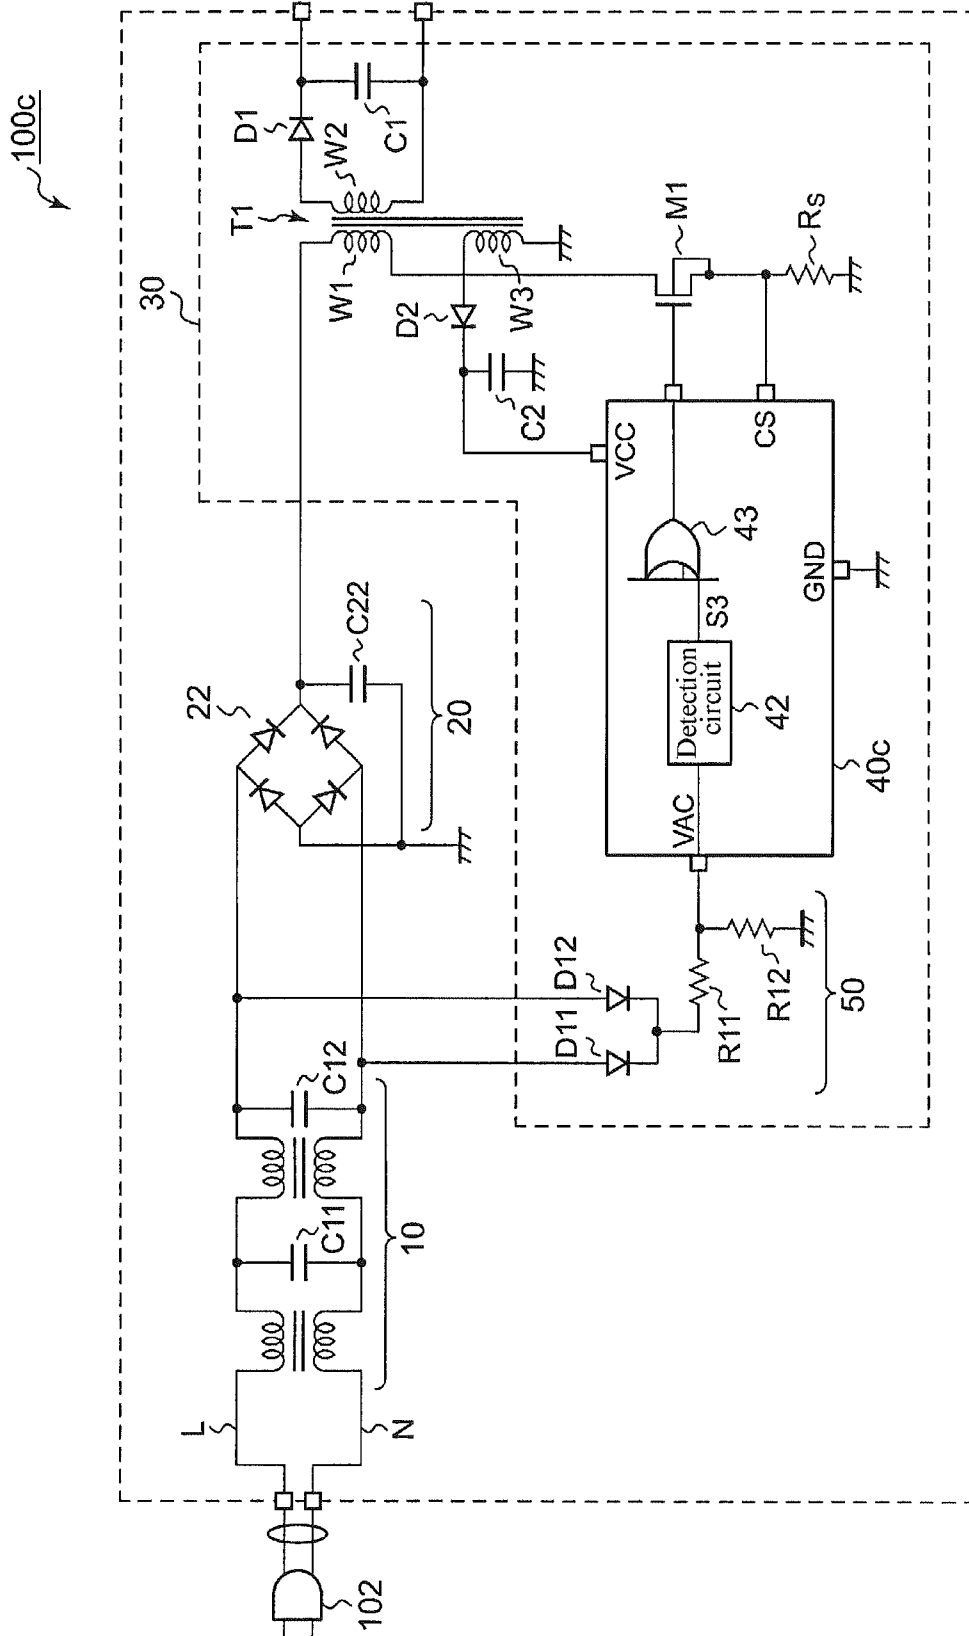 100c
30
T1
D1
W2
C1
W1
D2
W3
C2
M1
Rs
22
C22
20
VCC
CS
43
GND
S3
Detection
circuit
42
VAC
40c
D12
D11
R11
R12
50
C12
C11
10
L
N
102